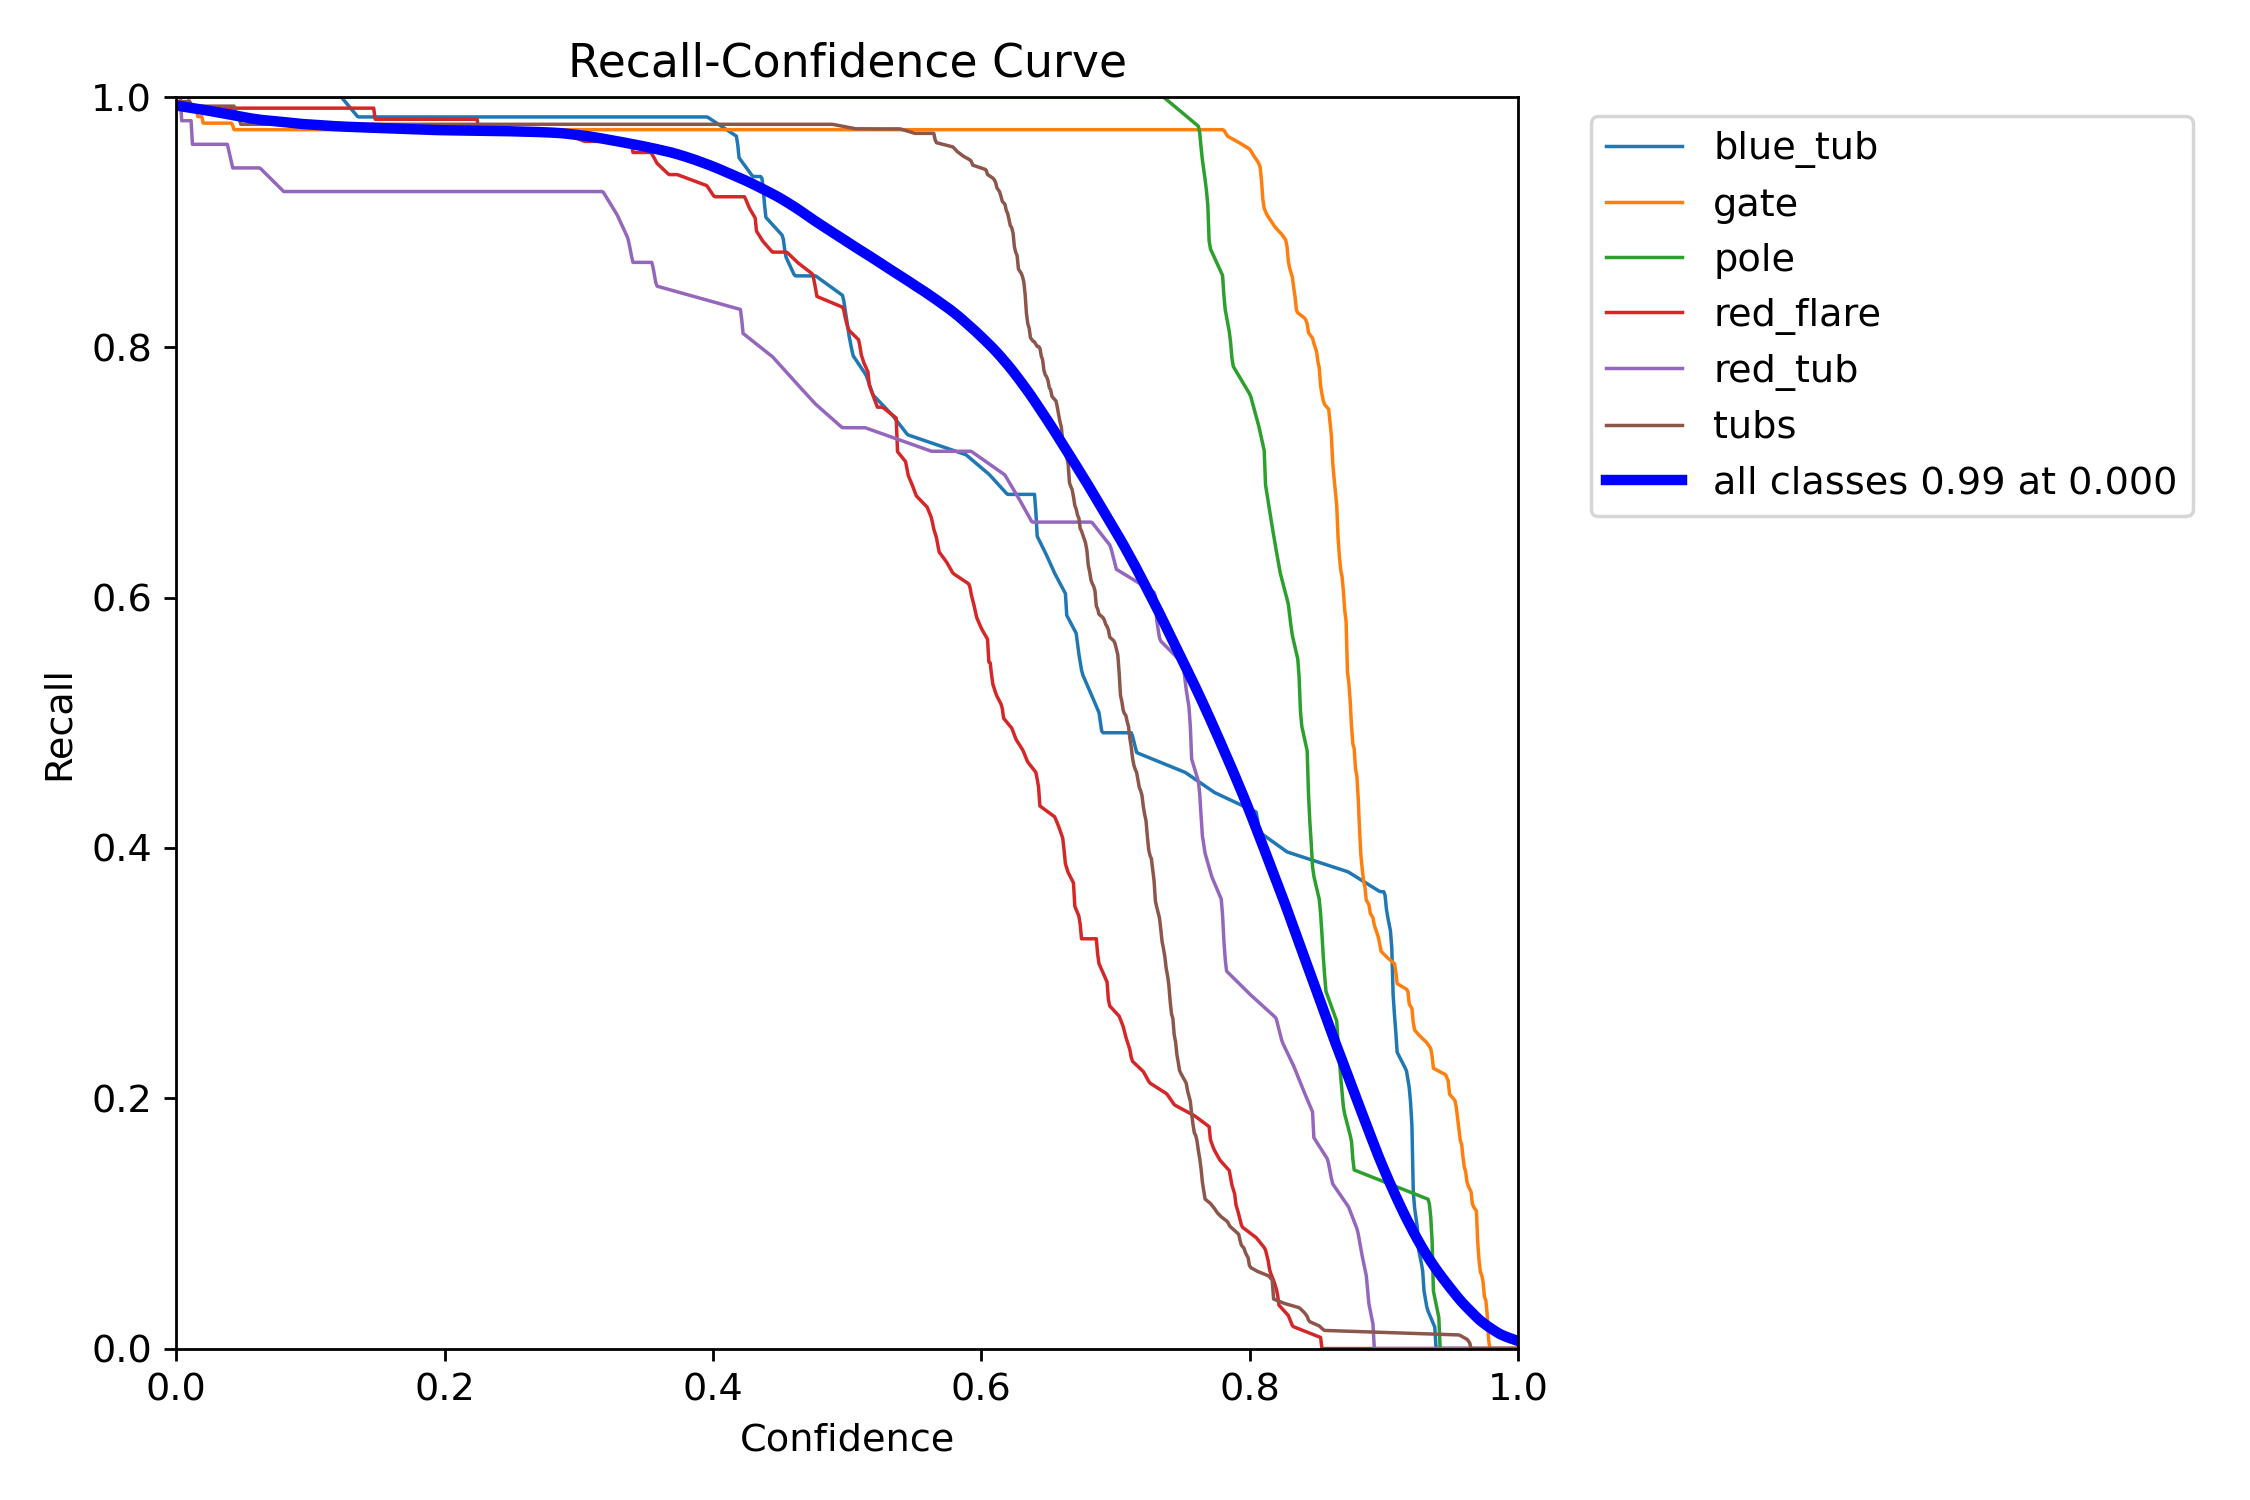 Recall-Confidence Curve
1.0
0.8
0.6
0.4
0.2
0.0
Recall
0.0 0.2 0.4 0.6 0.8 1.0
Confidence
blue_tub
gate
pole
red_flare
red_tub
tubs
all classes 0.99 at 0.000